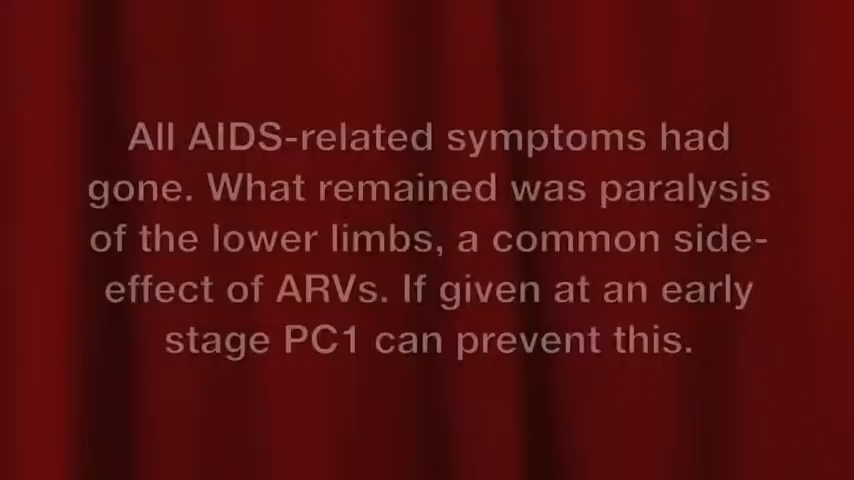 All AIDS-related symptoms had
gone. What remained was paralysis
of the lower limbs, a common side-
effect of ARVs. If given at an early
stage PC1 can prevent this.